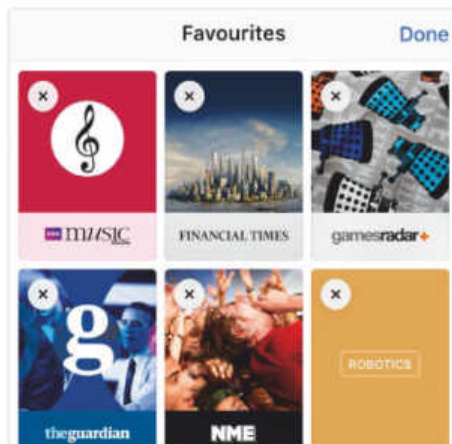 Favourites Done
music
FINANCIAL TIMES
gamesradar+
g
theguardian
NME
ROBOTICS